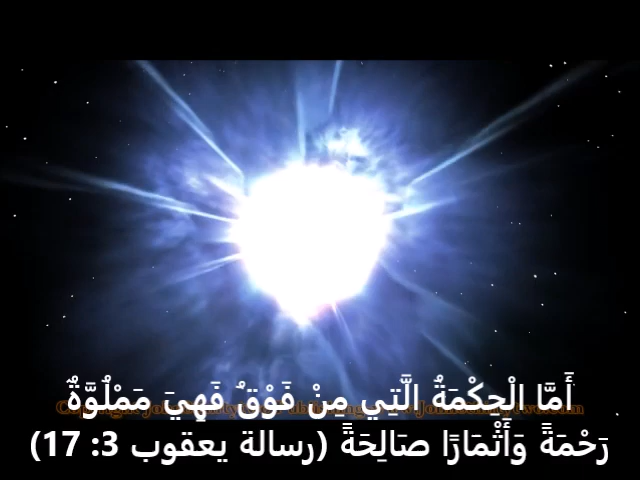 أَمَّا الْحِكْمَةُ الَّتِي مِنْ فَوْقُ فَهِيَ مَمْلُوَّةٌ
رَحْمَةً وَأَثْمَارًا صَالِحَةً (رسالة يعقوب 3: 17)